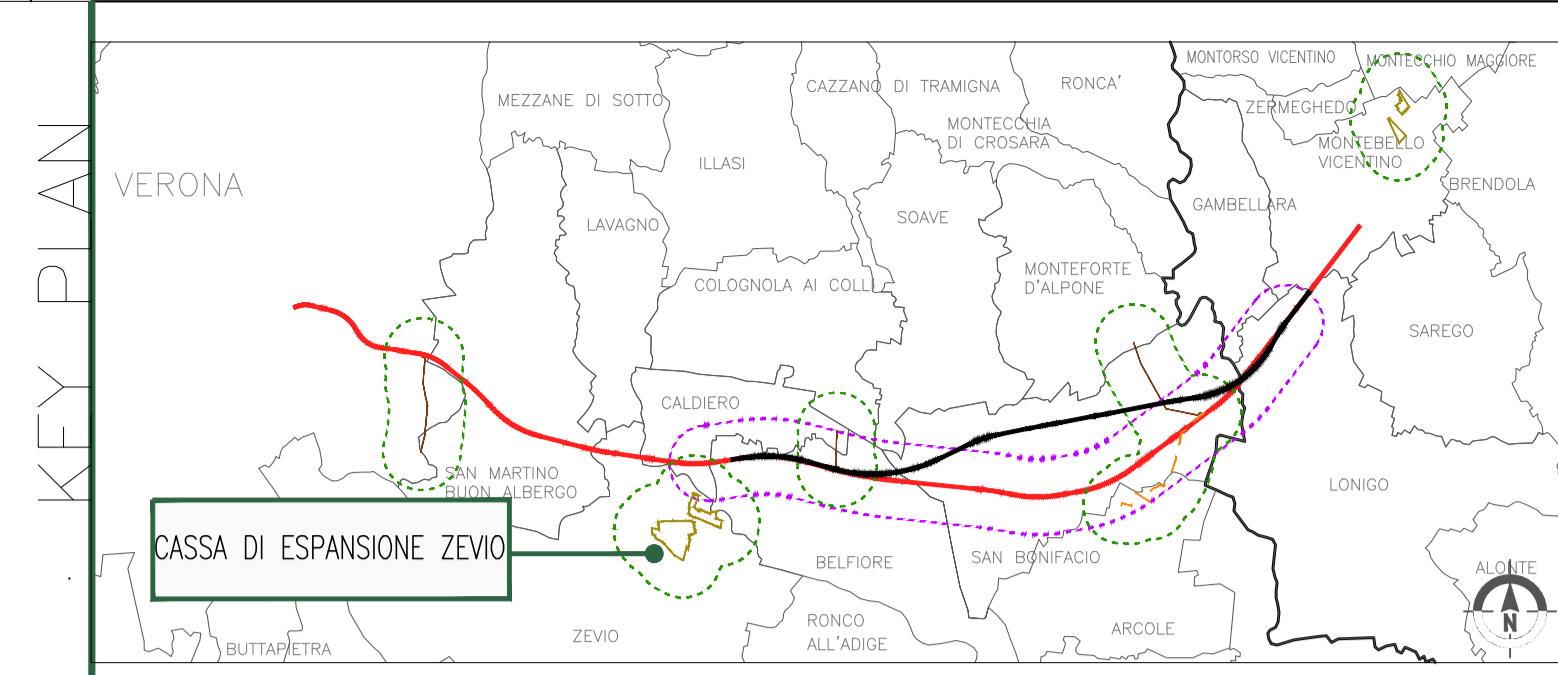 KEY PLAN
MONTORSO VICENTINO
MONTECCHIO MAGGIORE
MEZZANE DI SOTTO
CAZZANO DI TRAMIGNA
RONCA'
ZERMEGHEDO
MONTECCHIA
DI CROSARA
MONTEBELLO
VICENTINO
ILLASI
VERONA
BRENDOLA
GAMBELLARA
SOAVE
LAVAGNO
MONTEFORTE
D'ALPONE
COLOGNOLA AI COLLI
SAREGO
CALDIERO
SAN MARTINO
BUON ALBERGO
LONIGO
CASSA DI ESPANSIONE ZEVIO
BELFIORE
SAN BONIFACIO
ALONTE
RONCO
ALL'ADIGE
ARCOLE
ZEVIO
BUTTAPIETRA
N